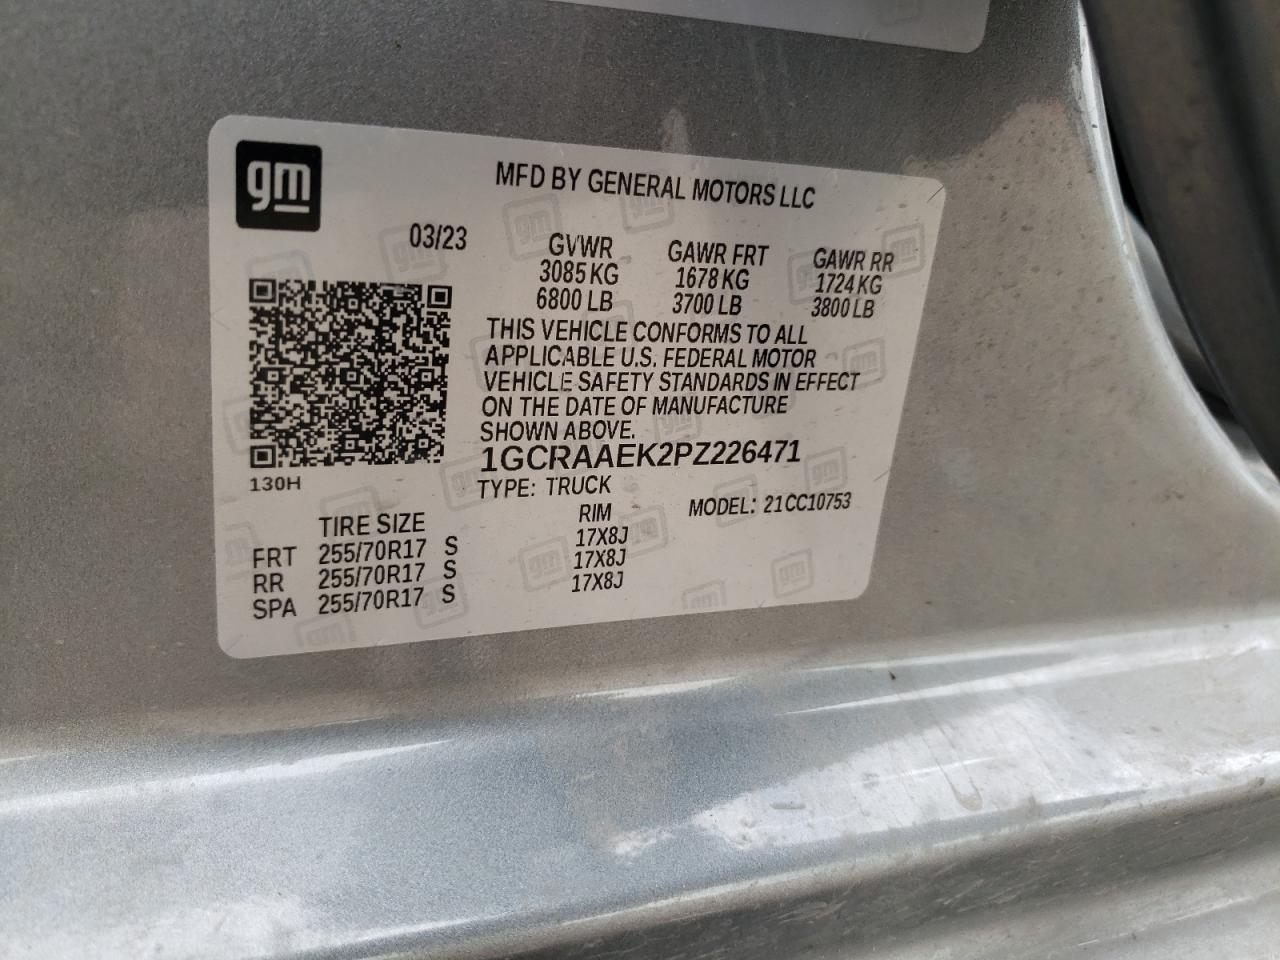 gm
MFD BY GENERAL MOTORS LLC
03/23
GVWR GAWR FRT GAWR RR
3085 KG 1678 KG 1724 KG
6800 LB 3700 LB 3800 LB
THIS VEHICLE CONFORMS TO ALL
APPLICABLE U.S. FEDERAL MOTOR
VEHICLE SAFETY STANDARDS IN EFFECT
ON THE DATE OF MANUFACTURE
SHOWN ABOVE.
1GCRAAEK2PZ226471
130H
TYPE: TRUCK MODEL: 21CC10753
TIRE SIZE RIM
FRT 255/70R17 S 17X8J
RR 255/70R17 S 17X8J
SPA 255/70R17 S 17X8J